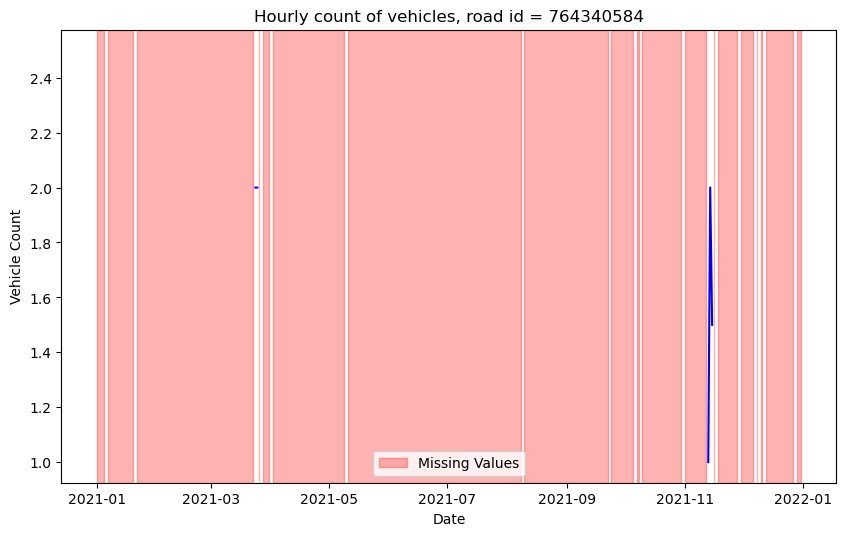 Hourly count of vehicles, road id = 764340584
2.4
2.2
2.0
1.8
1.6
1.4
1.2
1.0
Vehicle Count
Missing Values
2021-01 2021-03 2021-05 2021-07 2021-09 2021-11 2022-01
Date